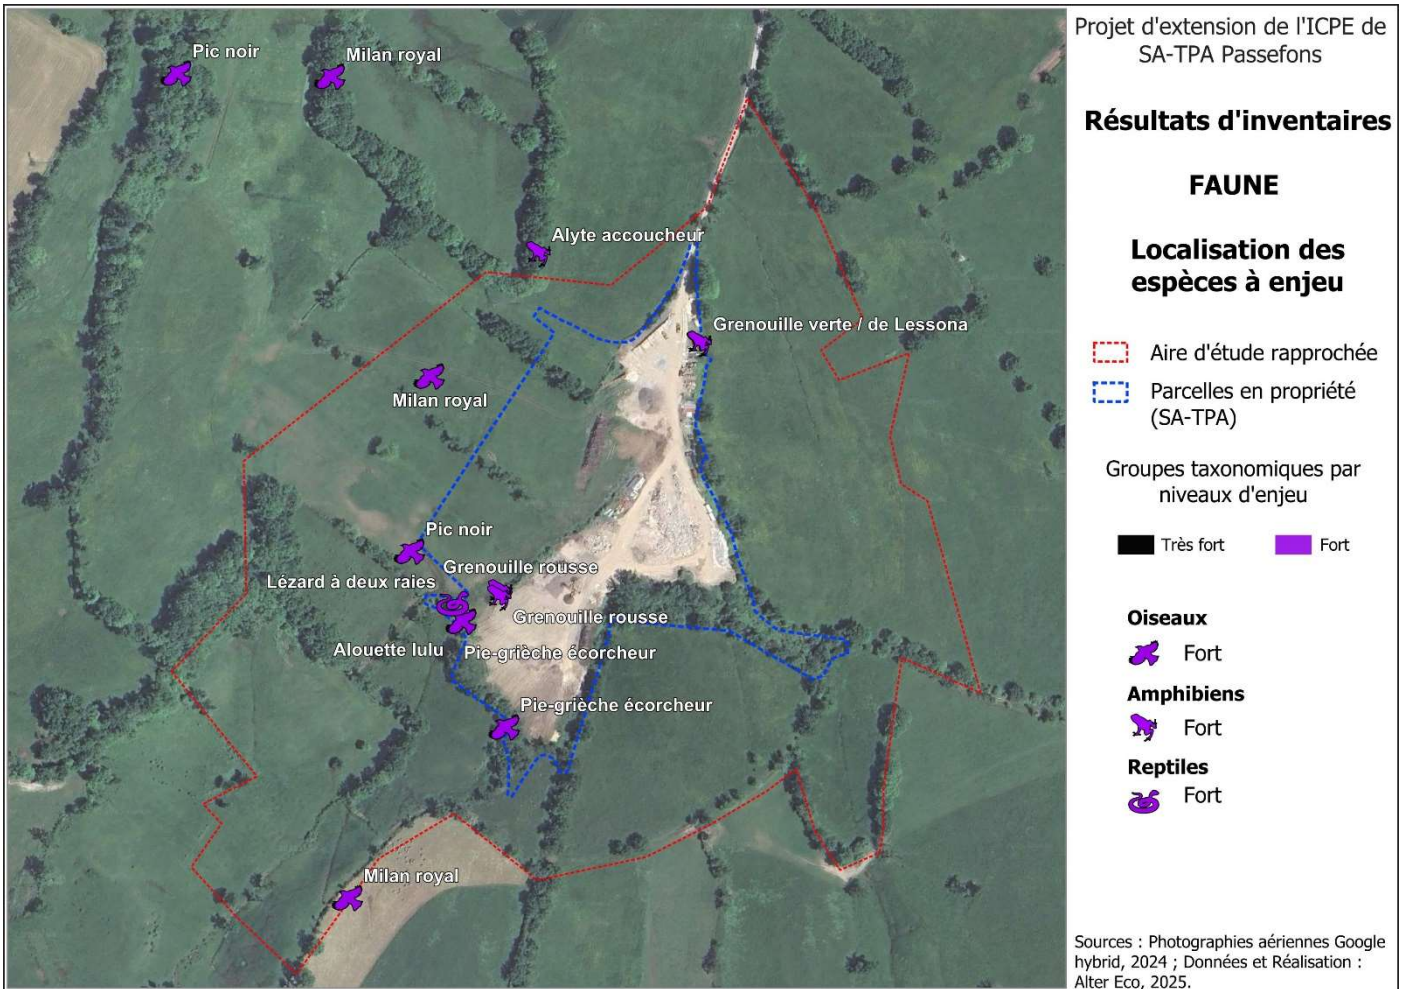 Pic noir
Milan royal
Alyte accoucheur
Grenouille verte / de Lessona
Milan royal
Pic noir
Grenouille rousse
Lézard à deux raies
Grenouille rousse
Alouette lulu
Pie-grièche écorcheur
Pie-grièche écorcheur
Milan royal
Projet d'extension de l'ICPE de
SA-TPA Passefons
Résultats d'inventaires
FAUNE
Localisation des
espèces à enjeu
Aire d'étude rapprochée
Parcelles en propriété
(SA-TPA)
Groupes taxonomiques par
niveaux d'enjeu
Très fort
Fort
Oiseaux
Fort
Amphibiens
Fort
Reptiles
Fort
Sources : Photographies aériennes Google
hybrid, 2024 ; Données et Réalisation :
Alter Eco, 2025.